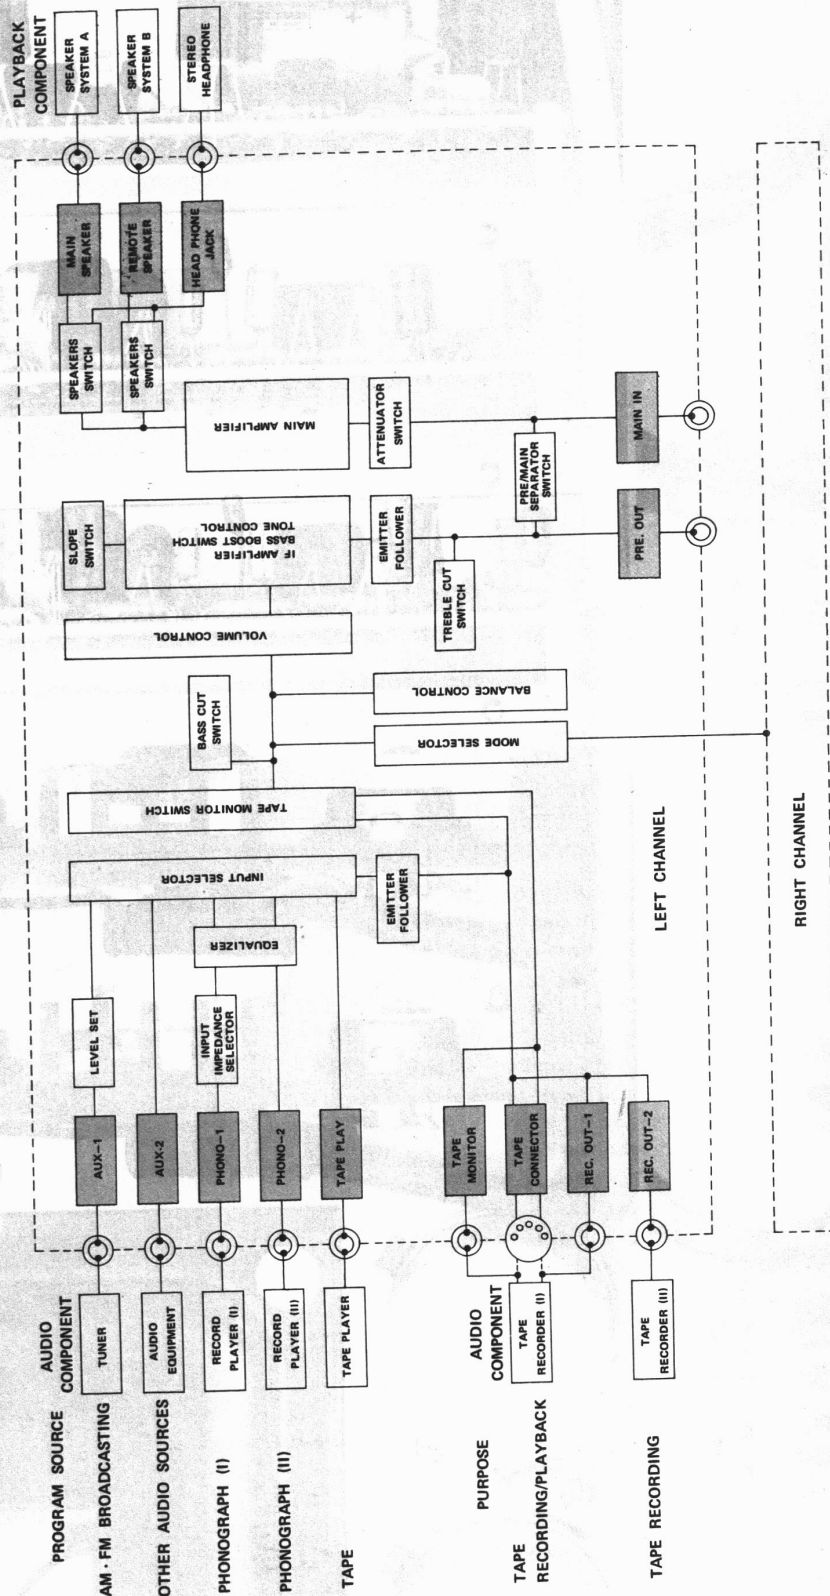 PROGRAM SOURCE
AM · FM BROADCASTING
OTHER AUDIO SOURCES
PHONOGRAPH (I)
PHONOGRAPH (II)
TAPE
PURPOSE
TAPE
RECORDING/PLAYBACK
TAPE RECORDING
AUDIO
COMPONENT
TUNER
AUDIO
EQUIPMENT
RECORD
PLAYER (I)
RECORD
PLAYER (II)
TAPE PLAYER
AUDIO
COMPONENT
TAPE
RECORDER (I)
TAPE
RECORDER (II)
AUX-1
AUX-2
PHONO-1
PHONO-2
TAPE PLAY
TAPE
MONITOR
TAPE
CONNECTOR
REC. OUT-1
REC. OUT-2
LEVEL SET
INPUT
IMPEDANCE
SELECTOR
EQUALIZER
INPUT SELECTOR
EMITTER
FOLLOWER
TAPE MONITOR SWITCH
BASS CUT
SWITCH
MODE SELECTOR
BALANCE CONTROL
VOLUME CONTROL
SLOPE
SWITCH
IF AMPLIFIER
BASS BOOST SWITCH
TONE CONTROL
EMITTER
FOLLOWER
TREBLE CUT
SWITCH
PRE/MAIN
SEPARATOR
SWITCH
PRE. OUT
MAIN IN
MAIN AMPLIFIER
ATTENUATOR
SWITCH
SPEAKERS
SWITCH
SPEAKERS
SWITCH
MAIN
SPEAKER
REMOTE
SPEAKER
HEAD PHONE
JACK
PLAYBACK
COMPONENT
SPEAKER
SYSTEM A
SPEAKER
SYSTEM B
STEREO
HEADPHONE
LEFT CHANNEL
RIGHT CHANNEL